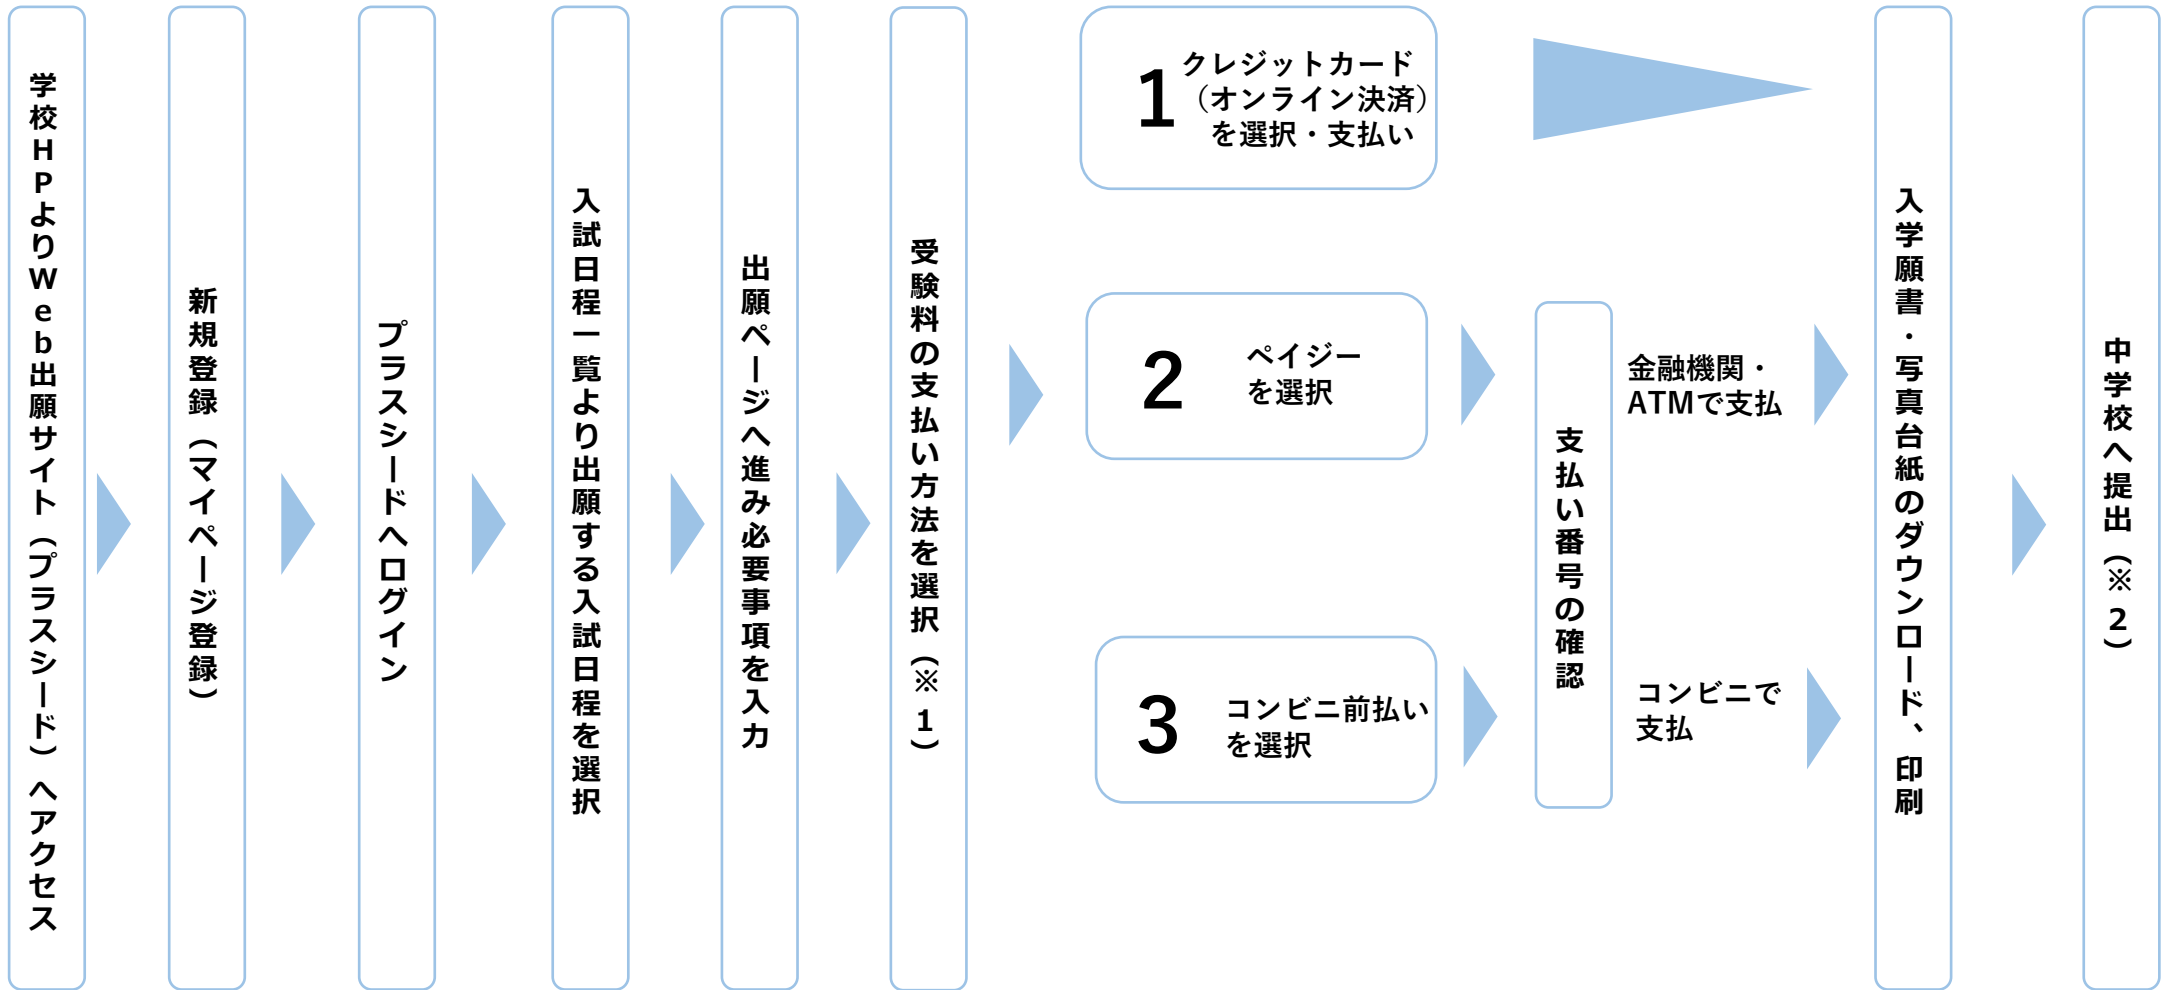 学校HPよりWeb出願サイト（プラスシード）へアクセス
新規登録（マイページ登録）
プラスシードへログイン
入試日程一覧より出願する入試日程を選択
出願ページへ進み必要事項を入力
受験料の支払い方法を選択（※1）
1
クレジットカード
（オンライン決済）
を選択・支払い
2
ペイジー
を選択
3
コンビニ前払い
を選択
支払い番号の確認
金融機関・
ATMで支払
コンビニで
支払
入学願書・写真台紙のダウンロード、印刷
中学校へ提出（※2）